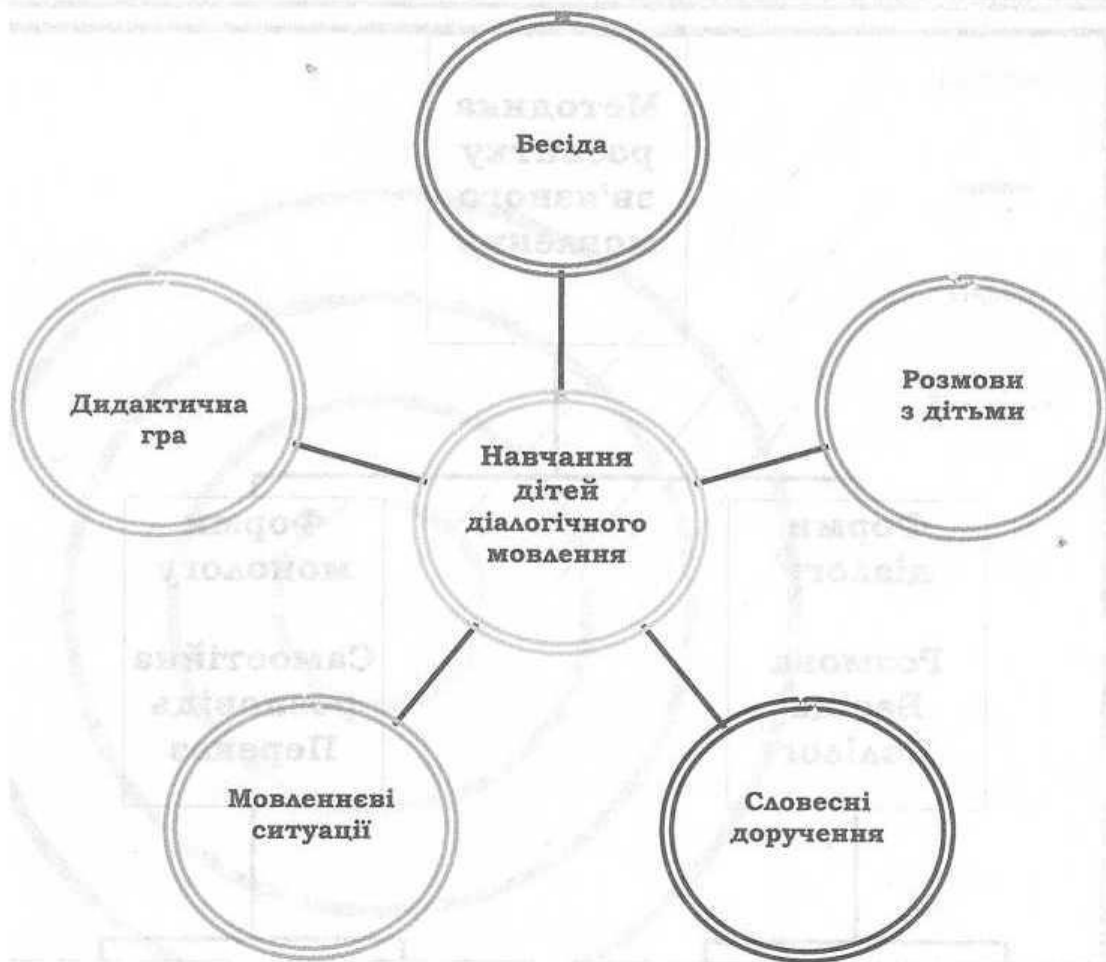 Бесіда
Розмови
з дітьми
Дидактична
гра
Навчання
дітей
діалогічного
мовлення
Мовленнєві
ситуації
Словесні
доручення